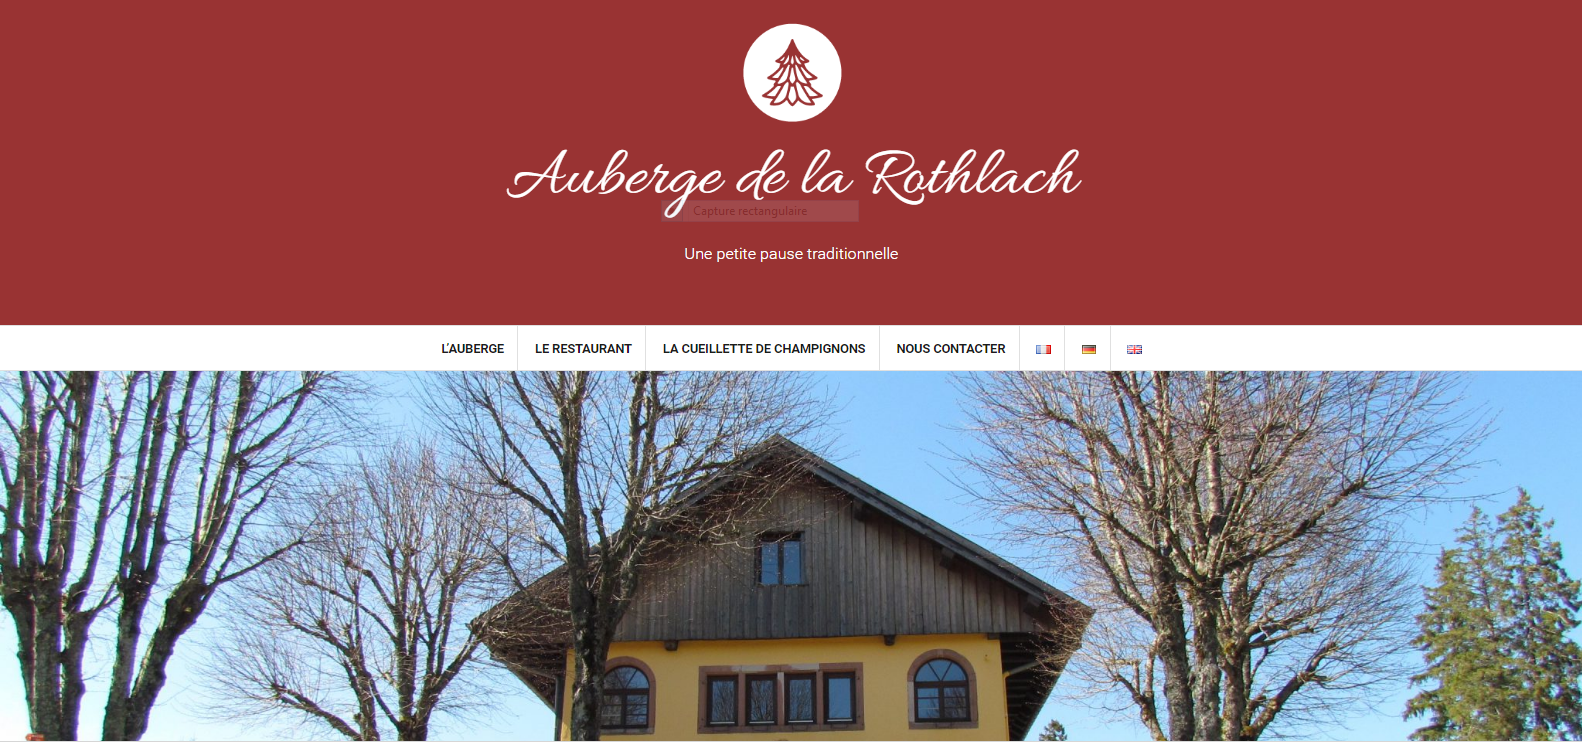 Auberge de la Rothlach
Capture rectangulaire
Une petite pause traditionnelle
L'AUBERGE
LE RESTAURANT
LA CUEILLETTE DE CHAMPIGNONS
NOUS CONTACTER